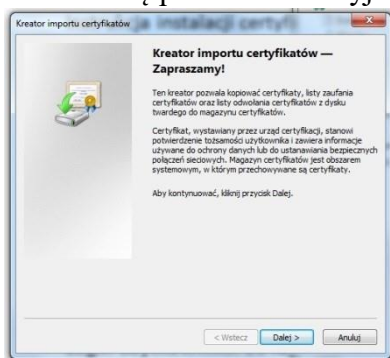 Kreator importu certyfikatów
Kreator importu certyfikatów —
Zapraszamy!
Ten kreator pozwala kopiować certyfikaty, listy zaufania
certyfikatów oraz listy odwołania certyfikatów z dysku
twardego do magazynu certyfikatów.
Certyfikat, wystawiany przez urząd certyfikacji, stanowi
potwierdzenie tożsamości użytkownika i zawiera informacje
używane do ochrony danych lub do ustanawiania bezpiecznych
połączeń sieciowych. Magazyn certyfikatów jest obszarem
systemowym, w którym przechowywane są certyfikaty.
Aby kontynuować, kliknij przycisk Dalej.
< Wstecz Dalej > Anuluj